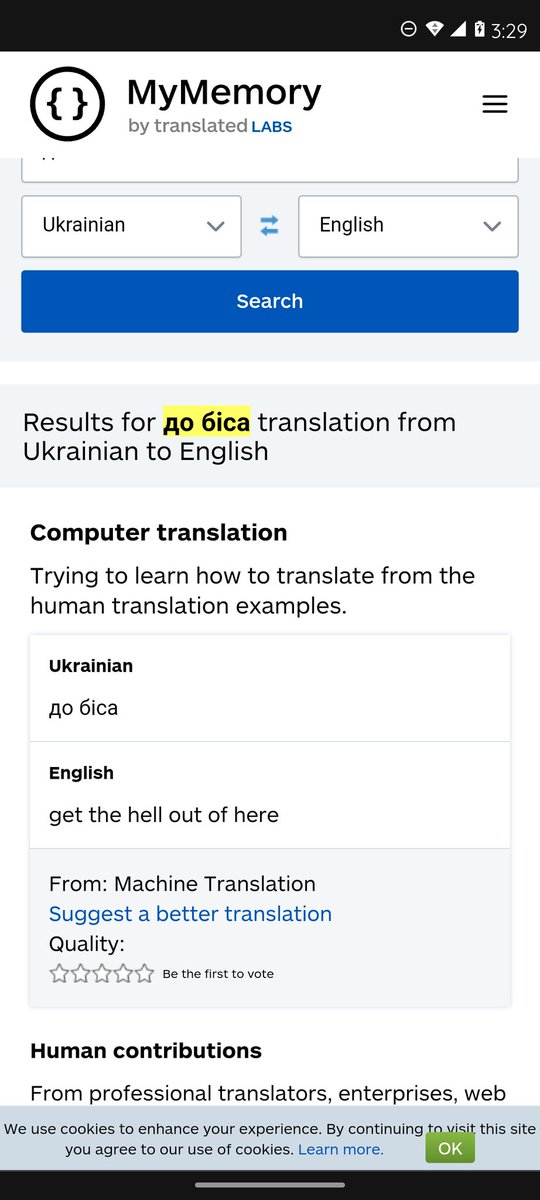 3:29
{ } MyMemory
by translated LABS
Ukrainian
English
Search
Results for до біса translation from
Ukrainian to English
Computer translation
Trying to learn how to translate from the
human translation examples.
Ukrainian
до біса
English
get the hell out of here
From: Machine Translation
Suggest a better translation
Quality:
Be the first to vote
Human contributions
From professional translators, enterprises, web
We use cookies to enhance your experience. By continuing to visit this site
you agree to our use of cookies. Learn more. OK